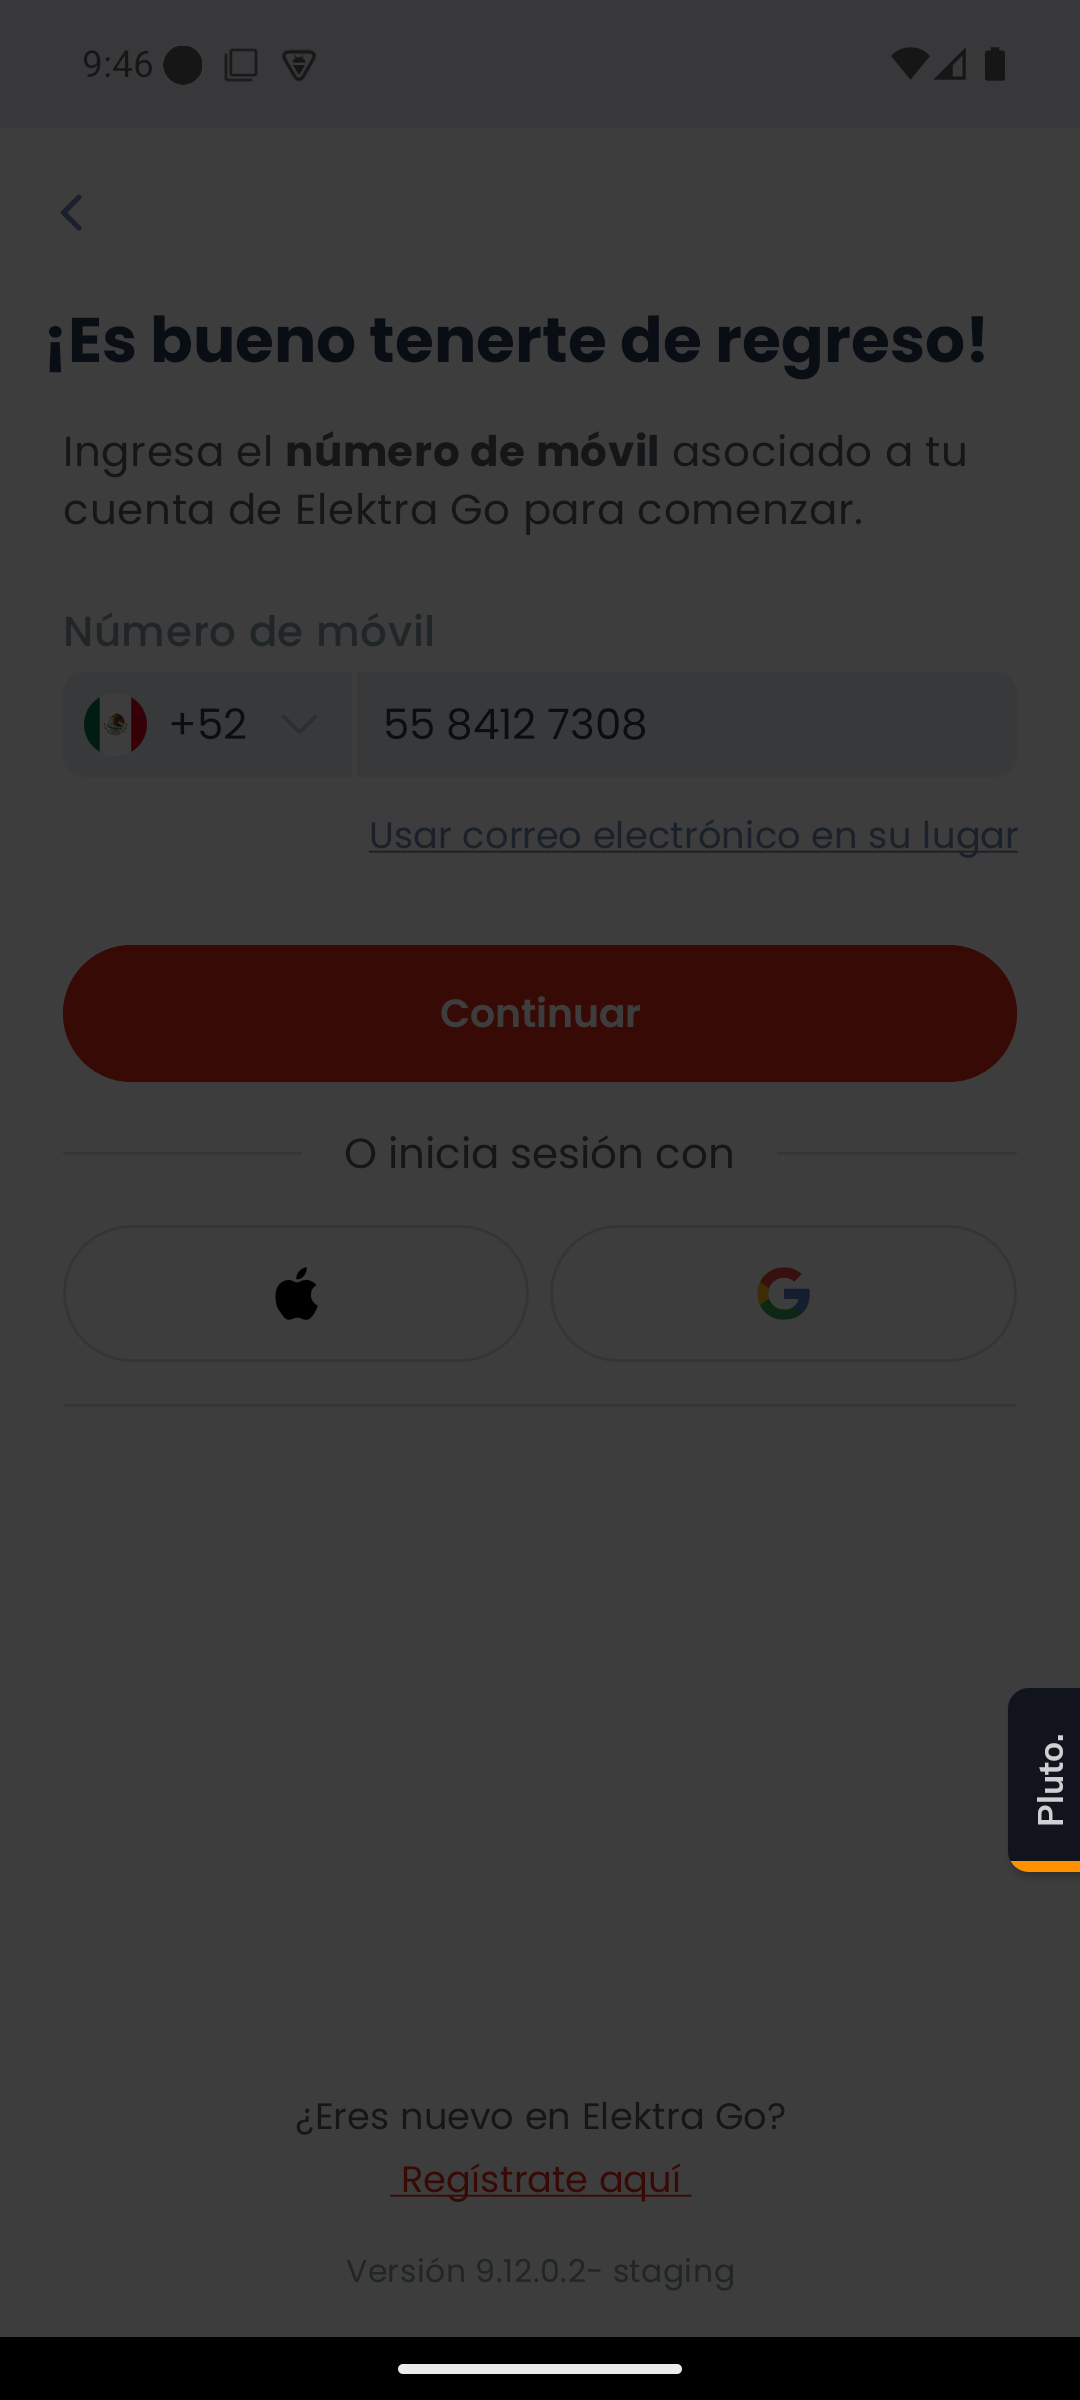 9:46
¡Es bueno tenerte de regreso!
Ingresa el número de móvil asociado a tu
cuenta de Elektra Go para comenzar.
Número de móvil
+52 55 8412 7308
Usar correo electrónico en su lugar
Continuar
O inicia sesión con
Pluto.
¿Eres nuevo en Elektra Go?
Regístrate aquí
Versión 9.12.0.2- staging